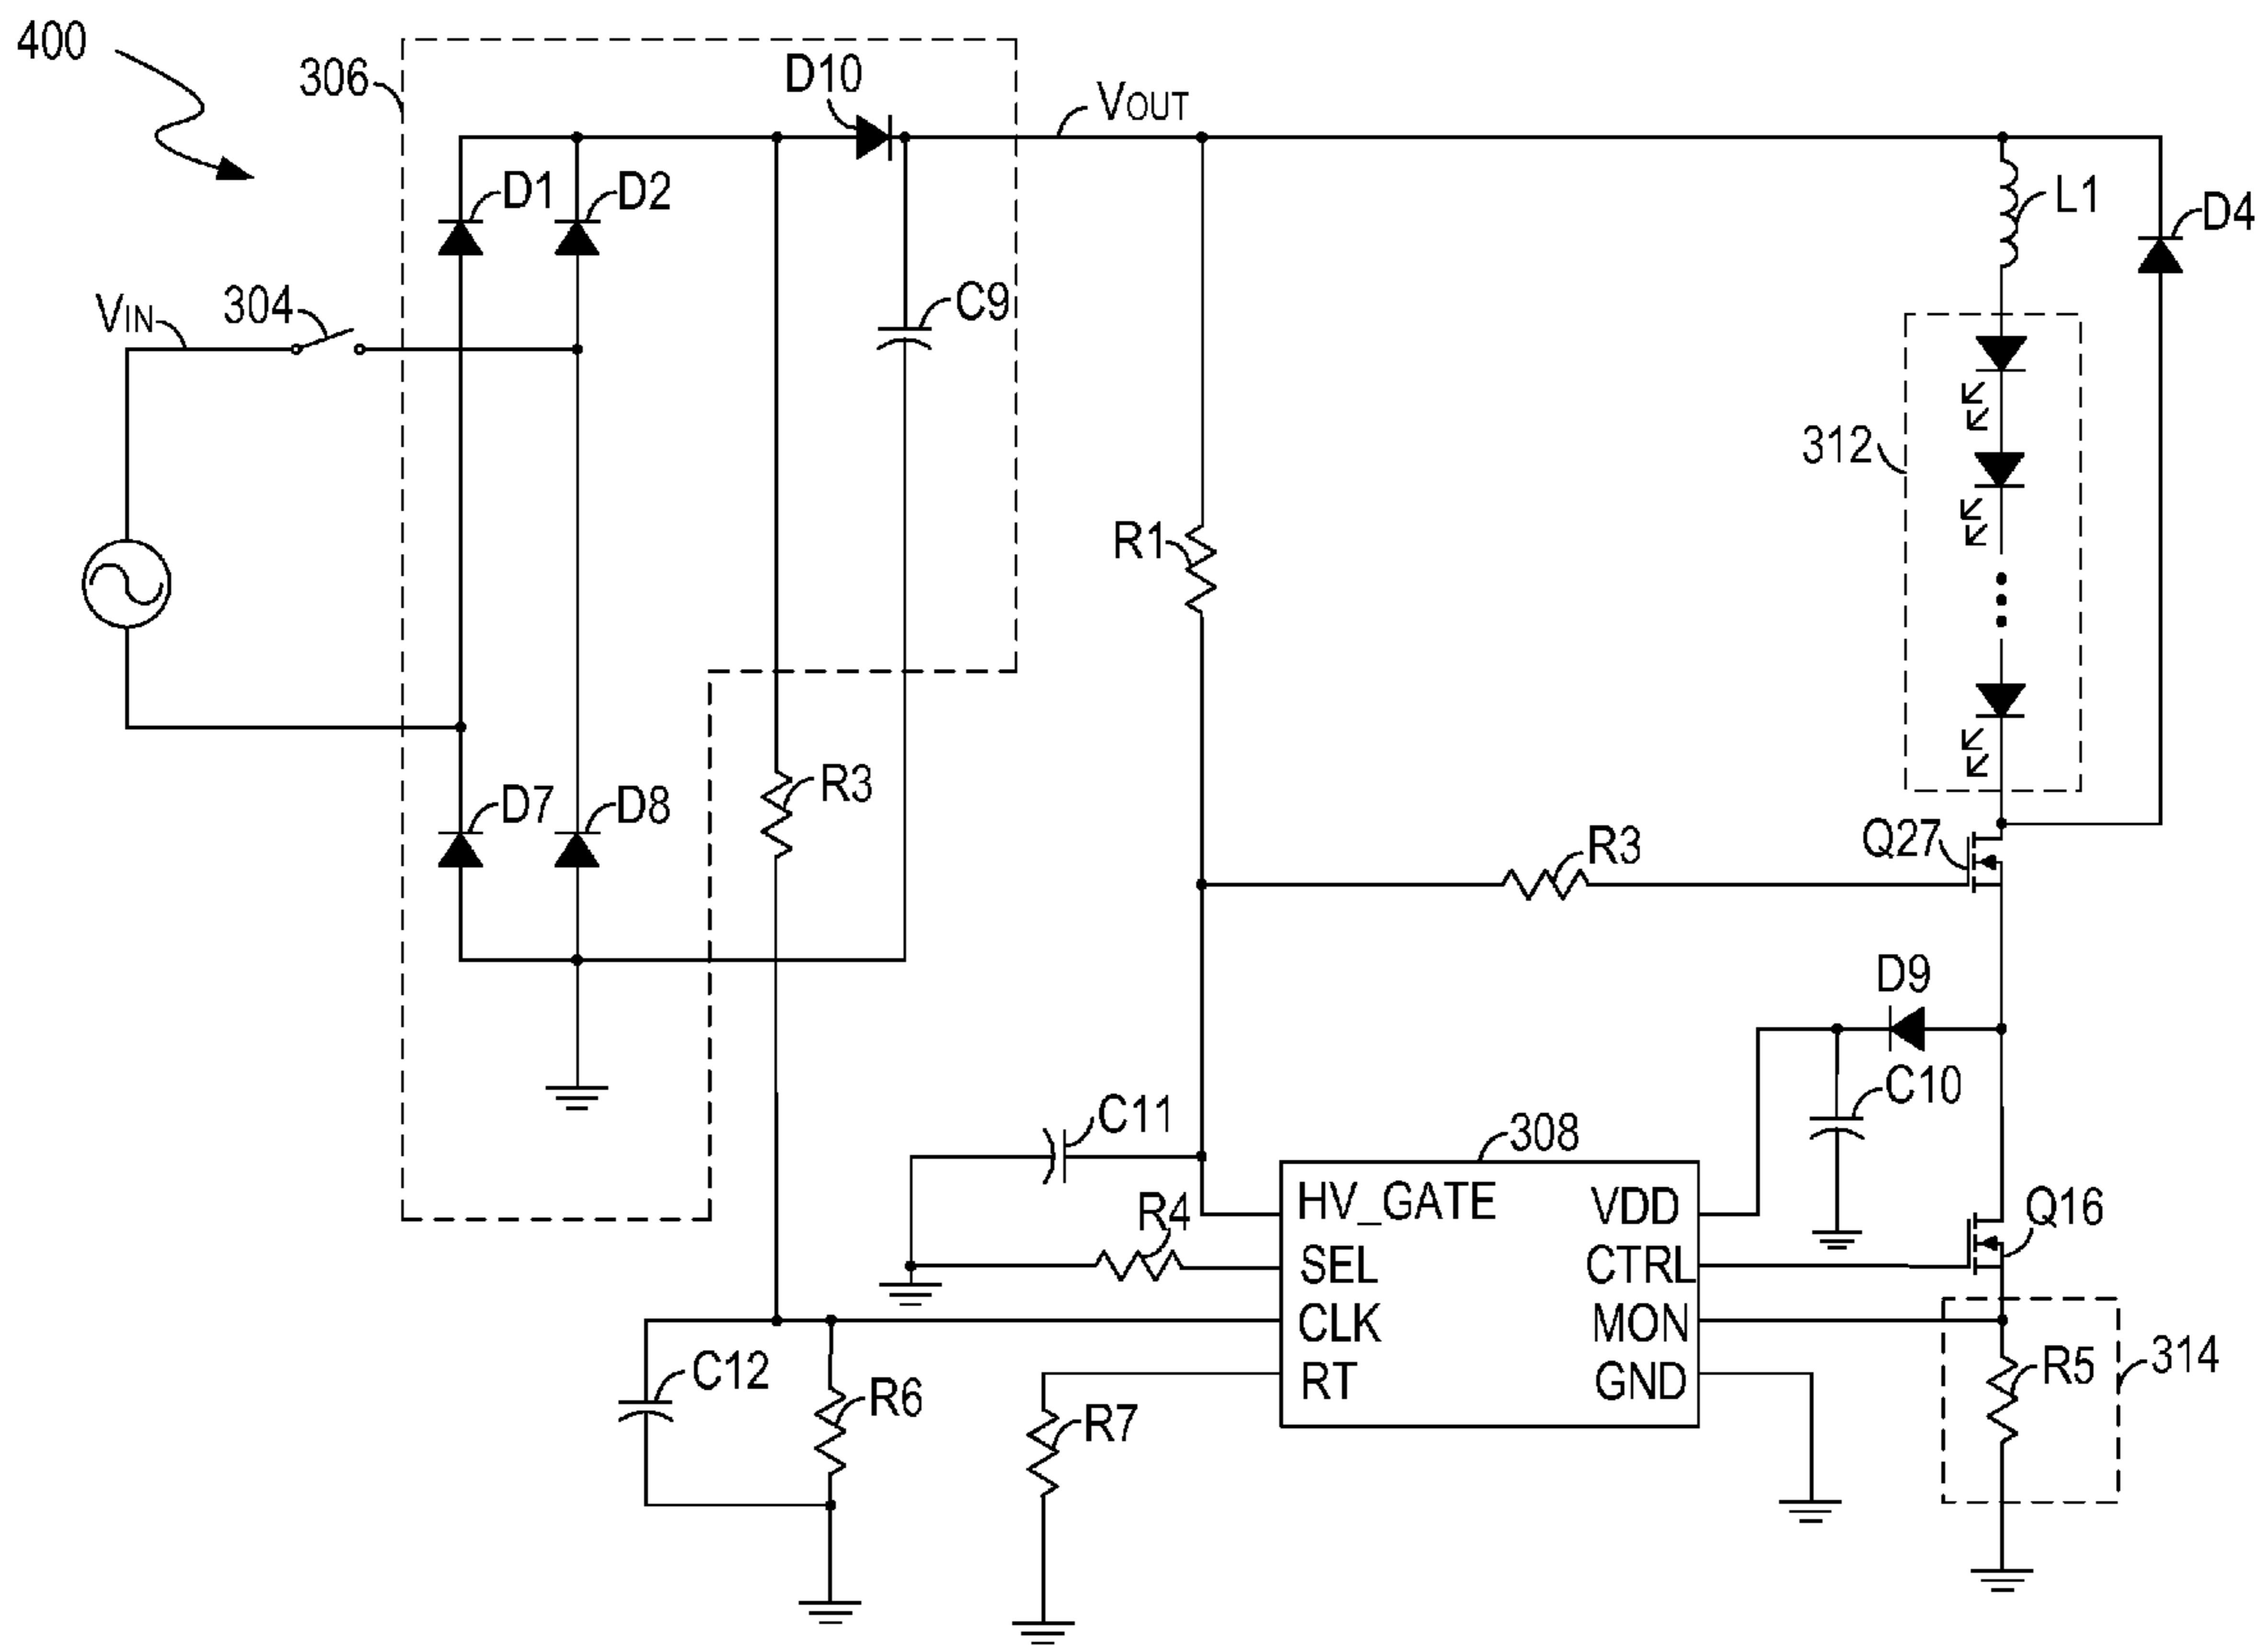 400
306
D10
VOUT
D1
D2
L1
D4
VIN
304
C9
312
R1
R3
D7
D8
Q27
R3
D9
C10
C11
308
R4
HV_GATE
VDD
Q16
SEL
CTRL
CLK
MON
C12
R6
RT
GND
R5
314
R7